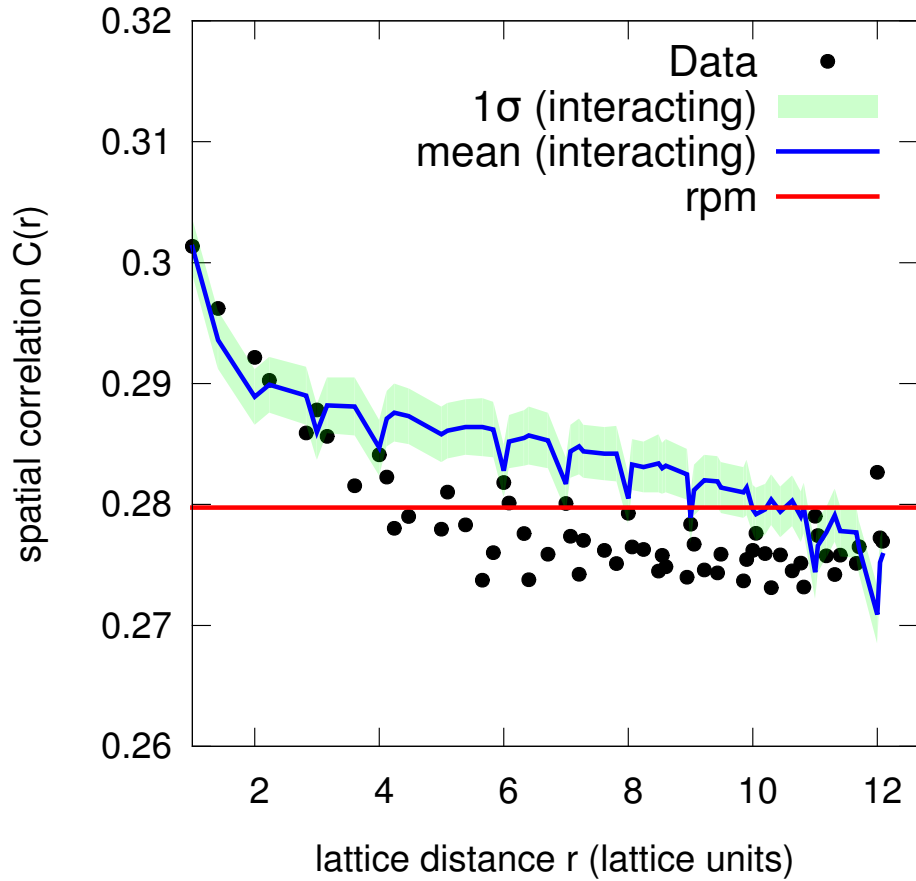 0.32
0.31
0.3
0.29
0.28
0.27
0.26
spatial correlation C(r)
Data
1σ (interacting)
mean (interacting)
rpm
2 4 6 8 10 12
lattice distance r (lattice units)